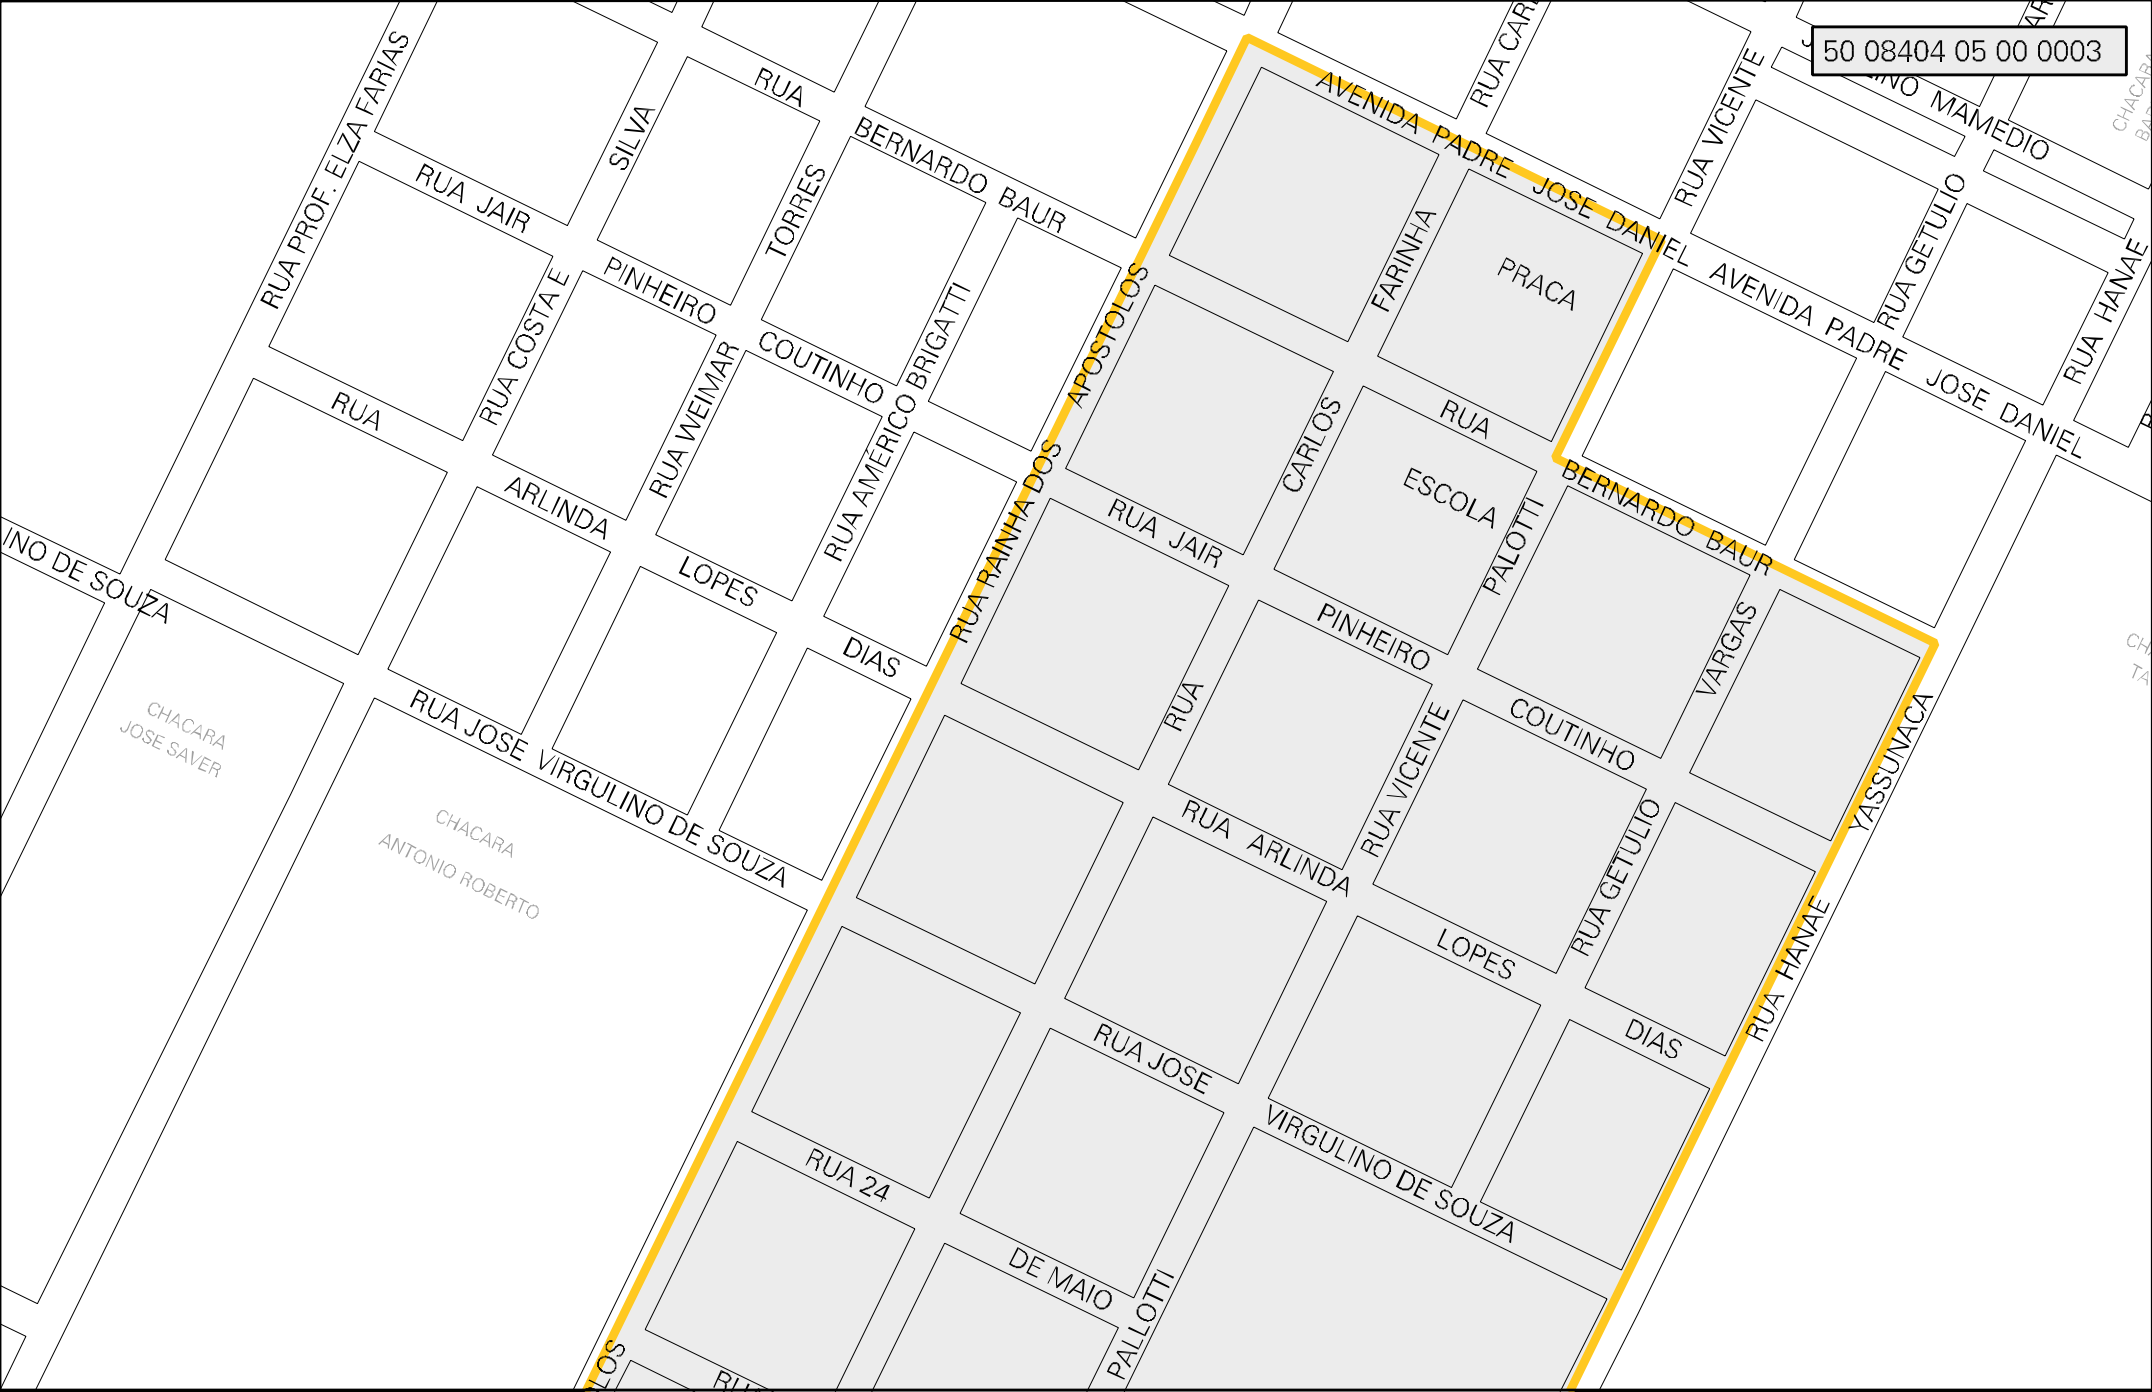 50 08404 05 00 0003
RUA PROF. ELZA FARIAS
RUA
SILVA
BERNARDO BAUR
TORRES
RUA JAIR
PINHEIRO
COUTINHO
RUA COSTA E
RUA WEIMAR
RUA AMÉRICO BRIGATTI
RUA
ARLINDA
LOPES
DIAS
INO DE SOUZA
RUA JOSE VIRGULINO DE SOUZA
CHACARA
JOSE SAVER
CHACARA
ANTONIO ROBERTO
RUA RAINHA DOS
APOSTOLOS
AVENIDA PADRE JOSE DANIEL
AVENIDA PADRE JOSE DANIEL
RUA VICENTE
MAMEDIO
RUA GETULIO
RUA HANAE
CHACARA
FARINHA
PRACA
CARLOS
RUA
BERNARDO BAUR
ESCOLA
PALOTTI
RUA JAIR
PINHEIRO
COUTINHO
VARGAS
YASSUNACA
RUA
RUA VICENTE
RUA GETULIO
RUA HANAE
RUA ARLINDA
LOPES
DIAS
RUA JOSE
VIRGULINO DE SOUZA
RUA 24
DE MAIO
PALLOTTI
LOS